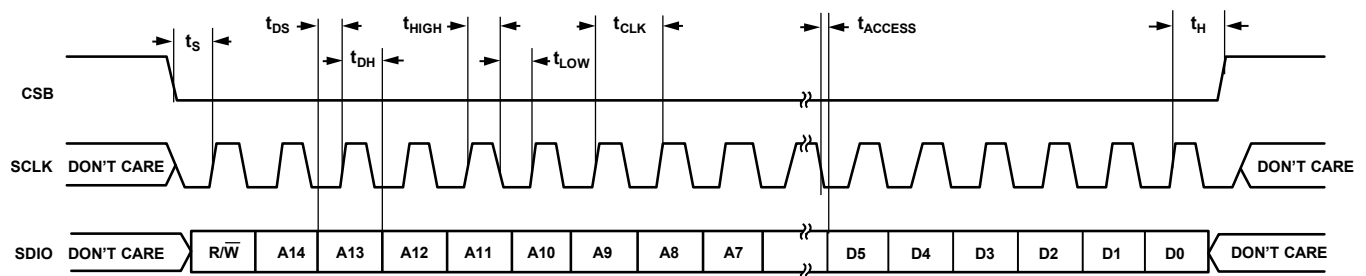 tS tDS tHIGH tCLK tACCESS tH
tDH tLOW
CSB
SCLK DON'T CARE DON'T CARE
SDIO DON'T CARE R/W̅ A14 A13 A12 A11 A10 A9 A8 A7 D5 D4 D3 D2 D1 D0 DON'T CARE